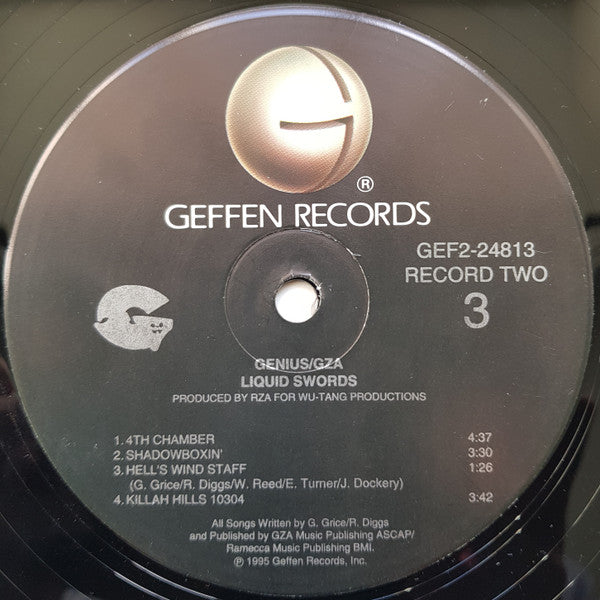 ®
GEFFEN RECORDS
GEF2-24813
RECORD TWO
3
GENIUS/GZA
LIQUID SWORDS
PRODUCED BY RZA FOR WU-TANG PRODUCTIONS
1. 4TH CHAMBER 4:37
2. SHADOWBOXIN' 3:30
3. HELL'S WIND STAFF 1:26
(G. Grice/R. Diggs/W. Reed/E. Turner/J. Dockery)
4. KILLAH HILLS 10304 3:42
All Songs Written by G. Grice/R. Diggs
and Published by GZA Music Publishing ASCAP/
Ramecca Music Publishing BMI.
℗ 1995 Geffen Records, Inc.